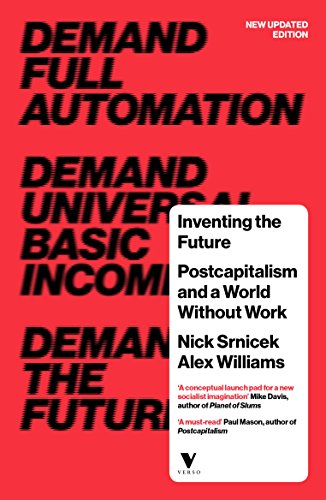 NEW UPDATED
EDITION
DEMAND
FULL
AUTOMATION
DEMAND
UNIVERSAL
BASIC
INCOME
DEMAN
THE
FUTUR
Inventing the
Future
Postcapitalism
and a World
Without Work
Nick Srnicek
Alex Williams
‘A conceptual launch pad for a new
socialist imagination’ Mike Davis,
author of Planet of Slums
‘A must-read’ Paul Mason, author of
Postcapitalism
V
VERSO